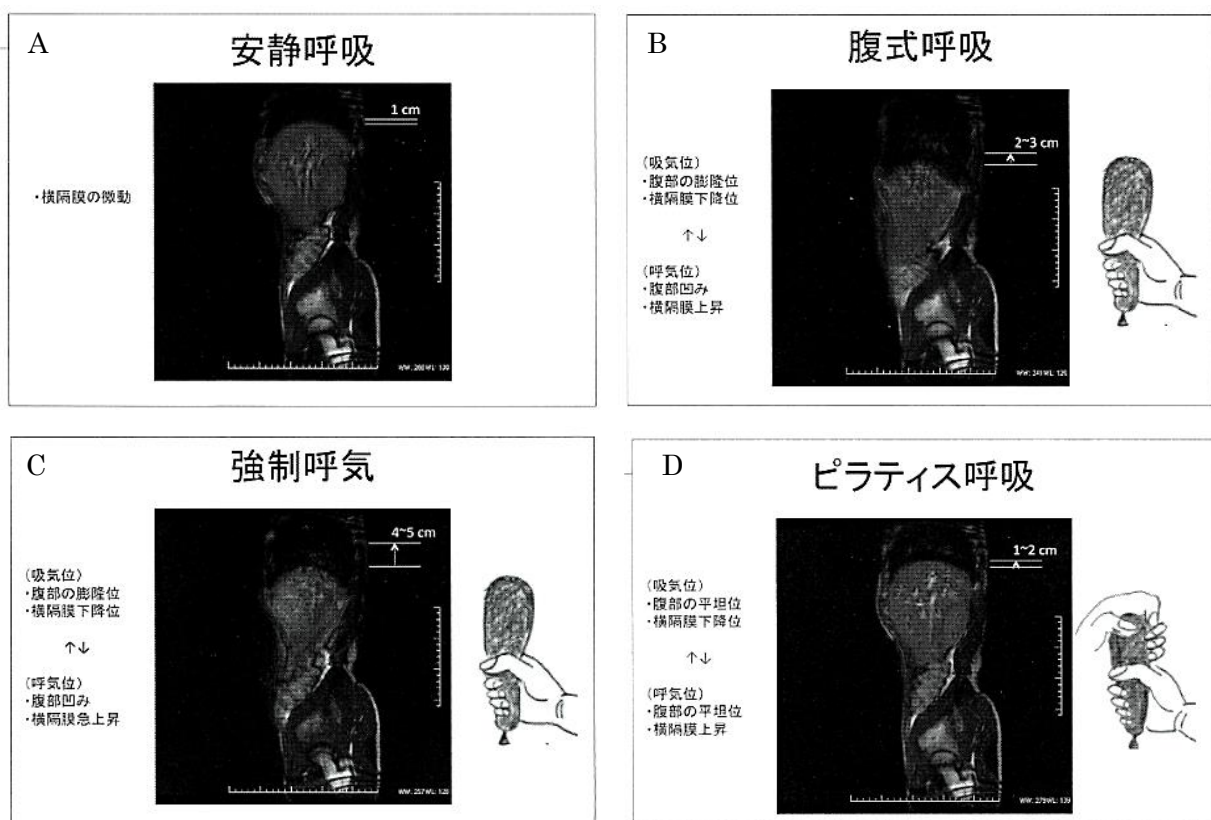 A
安静呼吸
1 cm
・横隔膜の微動
WW: 260WL: 130
B
腹式呼吸
2~3 cm
(吸気位)
・腹部の膨隆位
・横隔膜下降位
↑↓
(呼気位)
・腹部凹み
・横隔膜上昇
C
強制呼気
4~5 cm
(吸気位)
・腹部の膨隆位
・横隔膜下降位
↑↓
(呼気位)
・腹部凹み
・横隔膜急上昇
WW: 257WL: 128
D
ピラティス呼吸
1~2 cm
(吸気位)
・腹部の平坦位
・横隔膜下降位
↑↓
(呼気位)
・腹部の平坦位
・横隔膜上昇